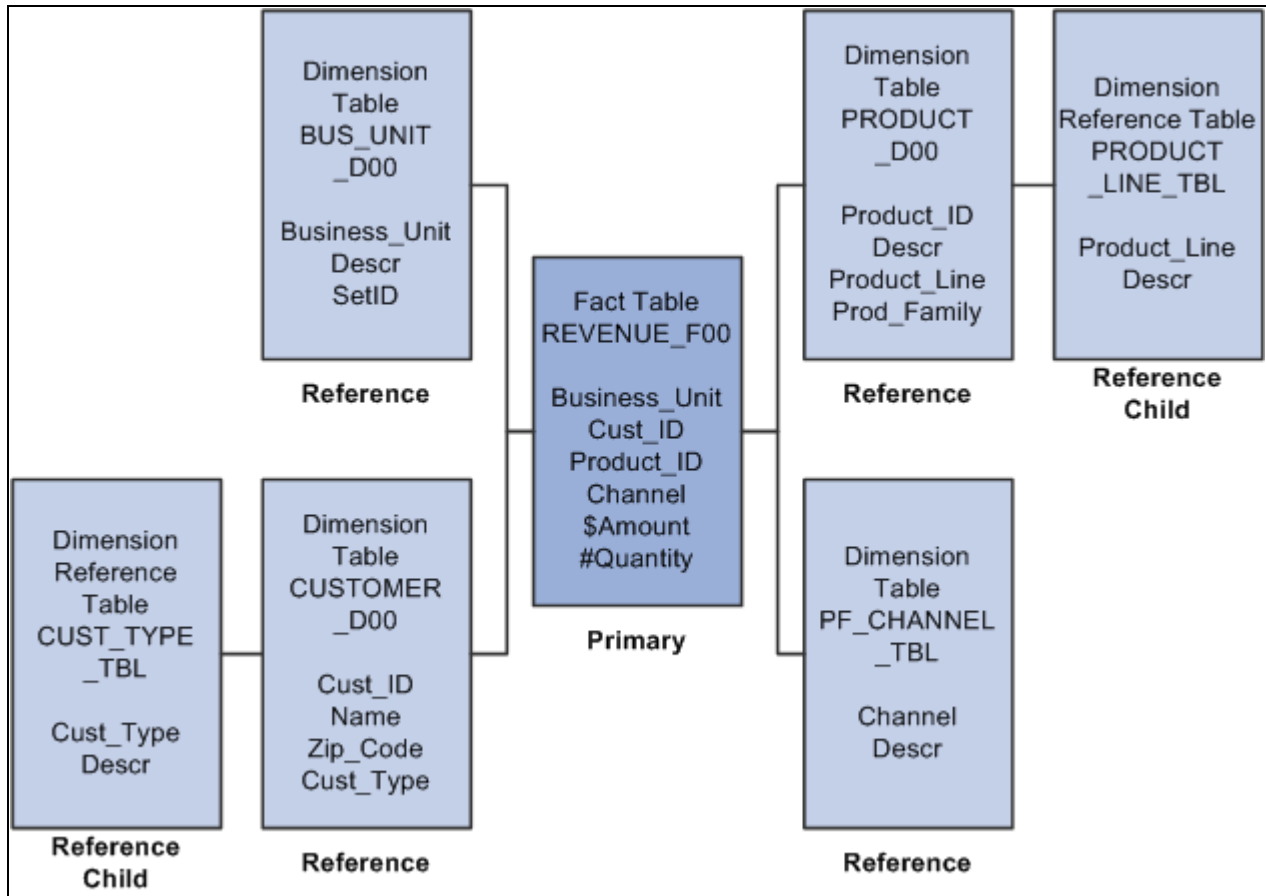 Dimension
Table
BUS_UNIT
_D00
Business_Unit
Descr
SetID
Reference
Dimension
Table
PRODUCT
_D00
Product_ID
Descr
Product_Line
Prod_Family
Reference
Dimension
Reference Table
PRODUCT
_LINE_TBL
Product_Line
Descr
Reference
Child
Fact Table
REVENUE_F00
Business_Unit
Cust_ID
Product_ID
Channel
$Amount
#Quantity
Primary
Dimension
Reference
Table
CUST_TYPE
_TBL
Cust_Type
Descr
Reference
Child
Dimension
Table
CUSTOMER
_D00
Cust_ID
Name
Zip_Code
Cust_Type
Reference
Dimension
Table
PF_CHANNEL
_TBL
Channel
Descr
Reference